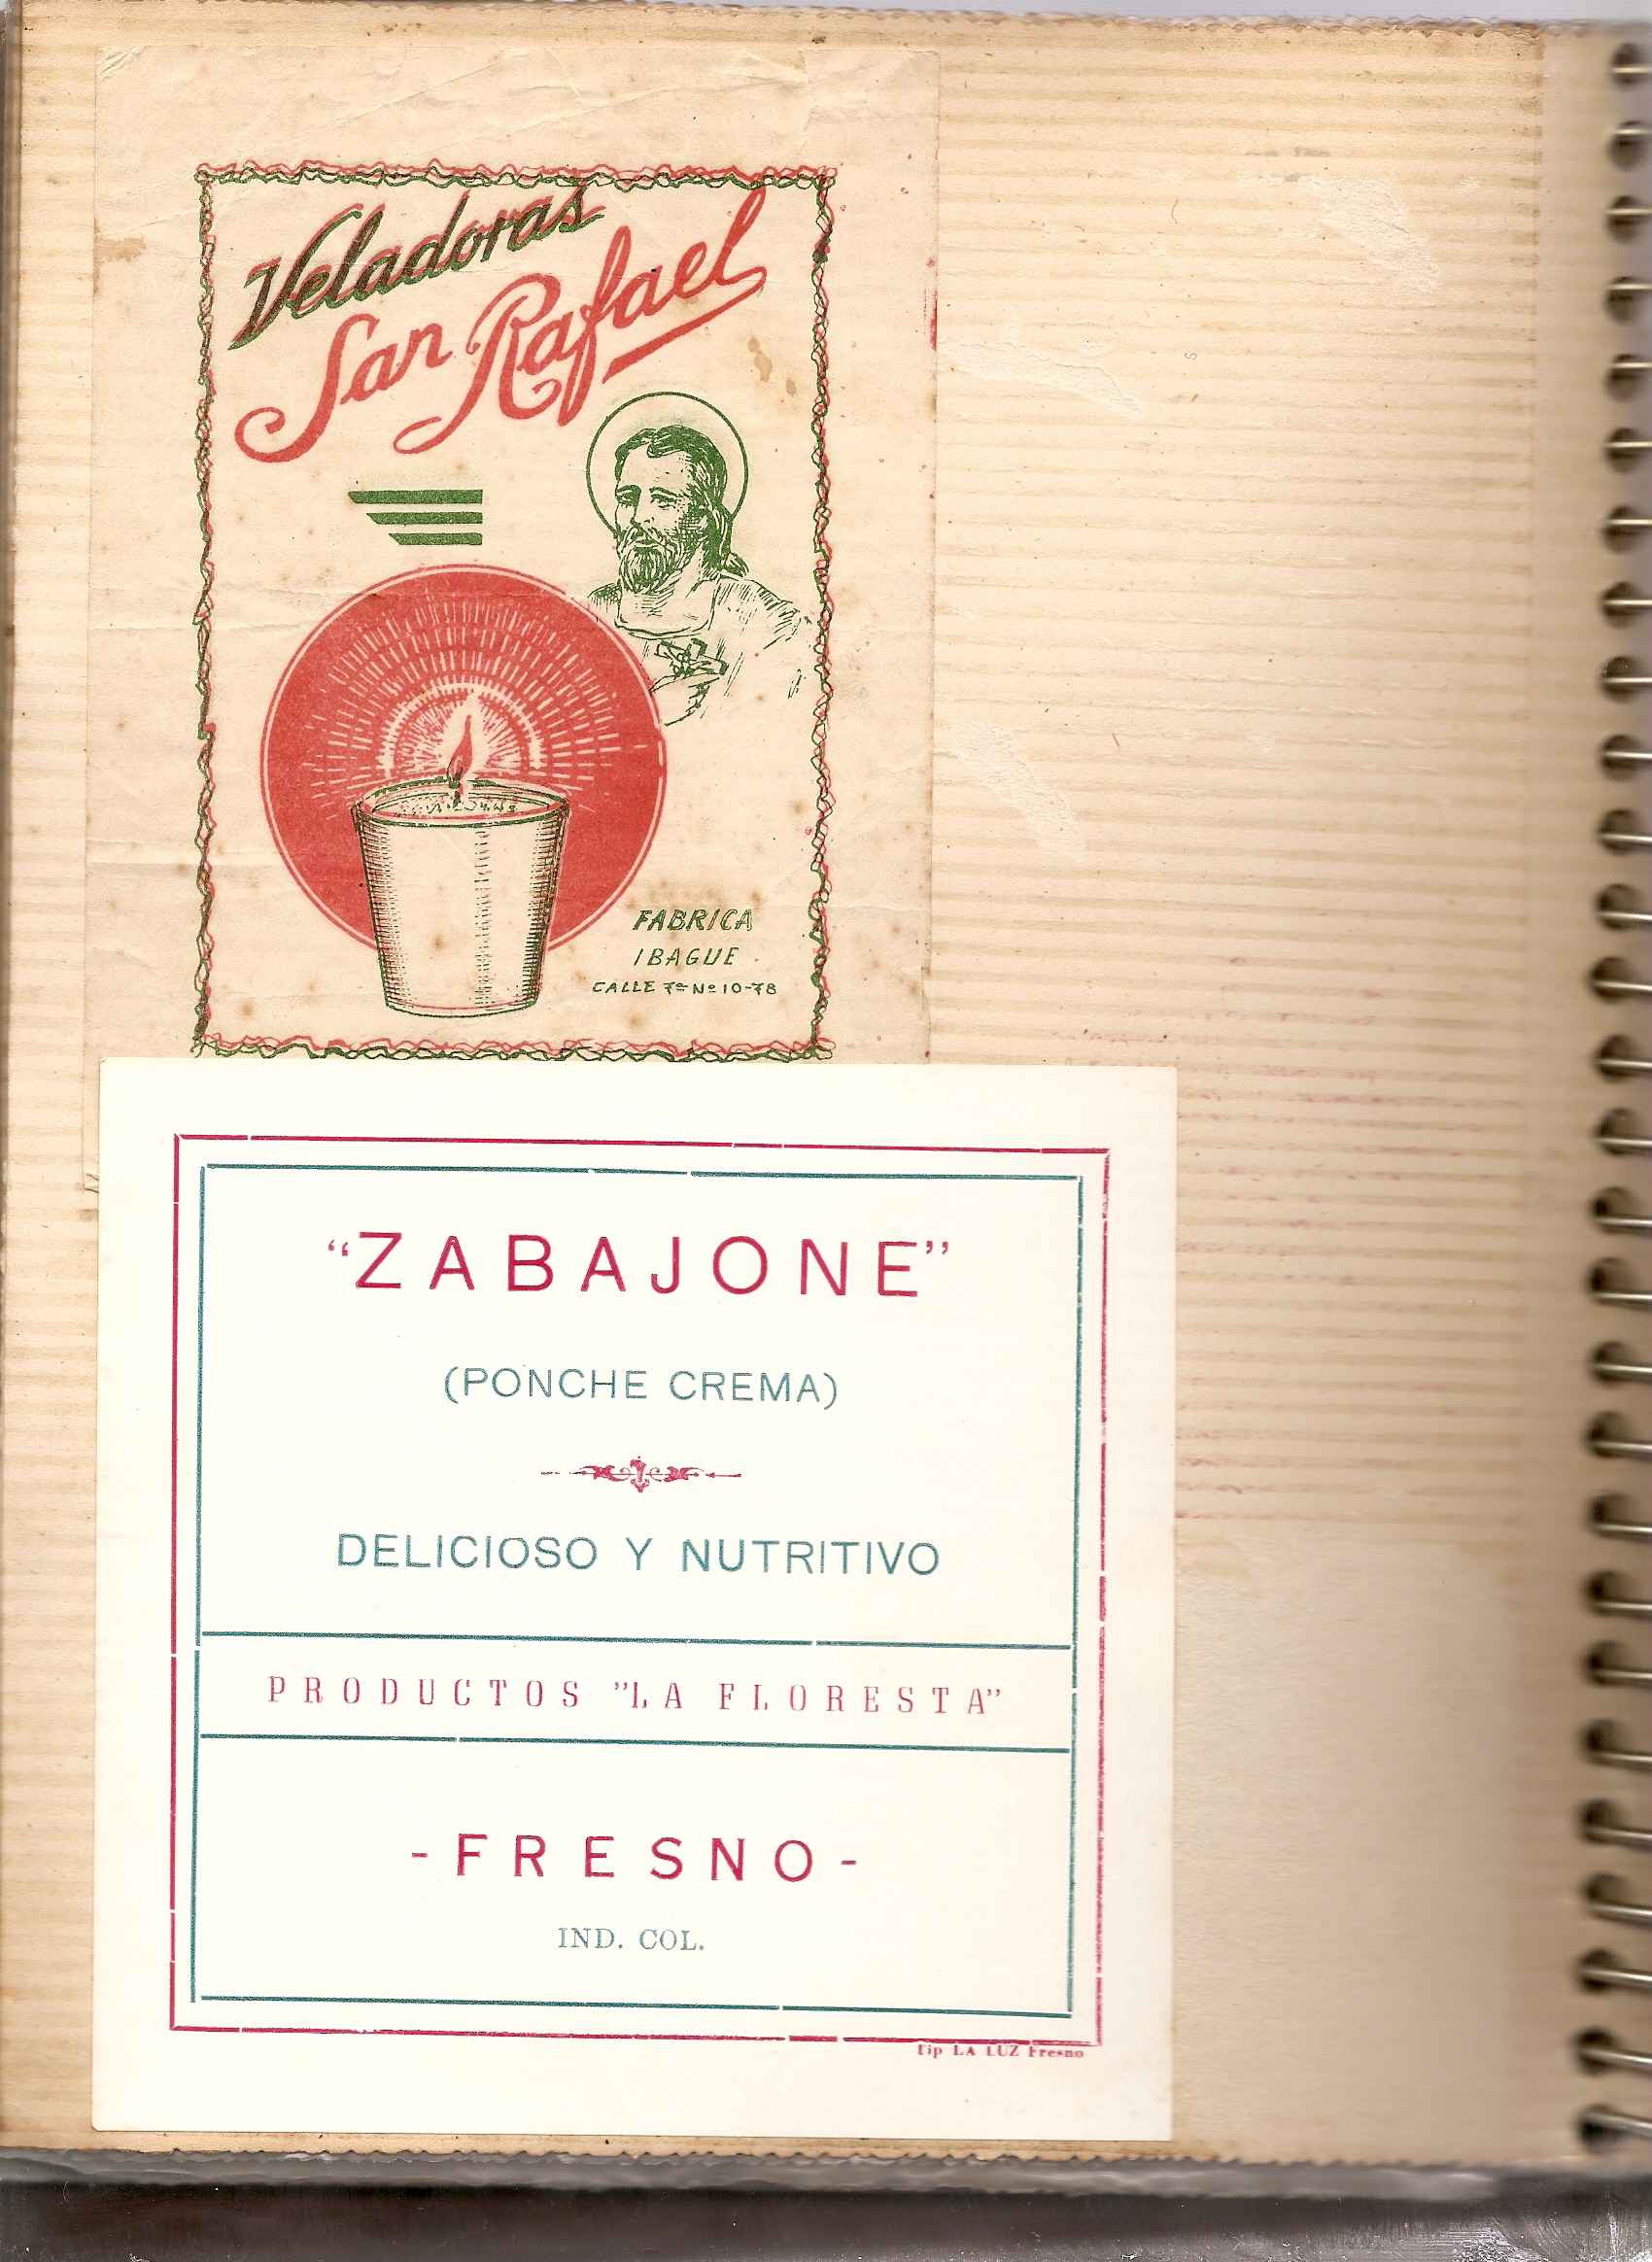 Veladoras
San Rafael
FABRICA
IBAGUE
CALLE 7ª Nº 10-78
“ZABAJONE”
(PONCHE CREMA)
DELICIOSO Y NUTRITIVO
PRODUCTOS ”LA FLORESTA”
-FRESNO-
IND. COL.
Tip LA LUZ Fresno